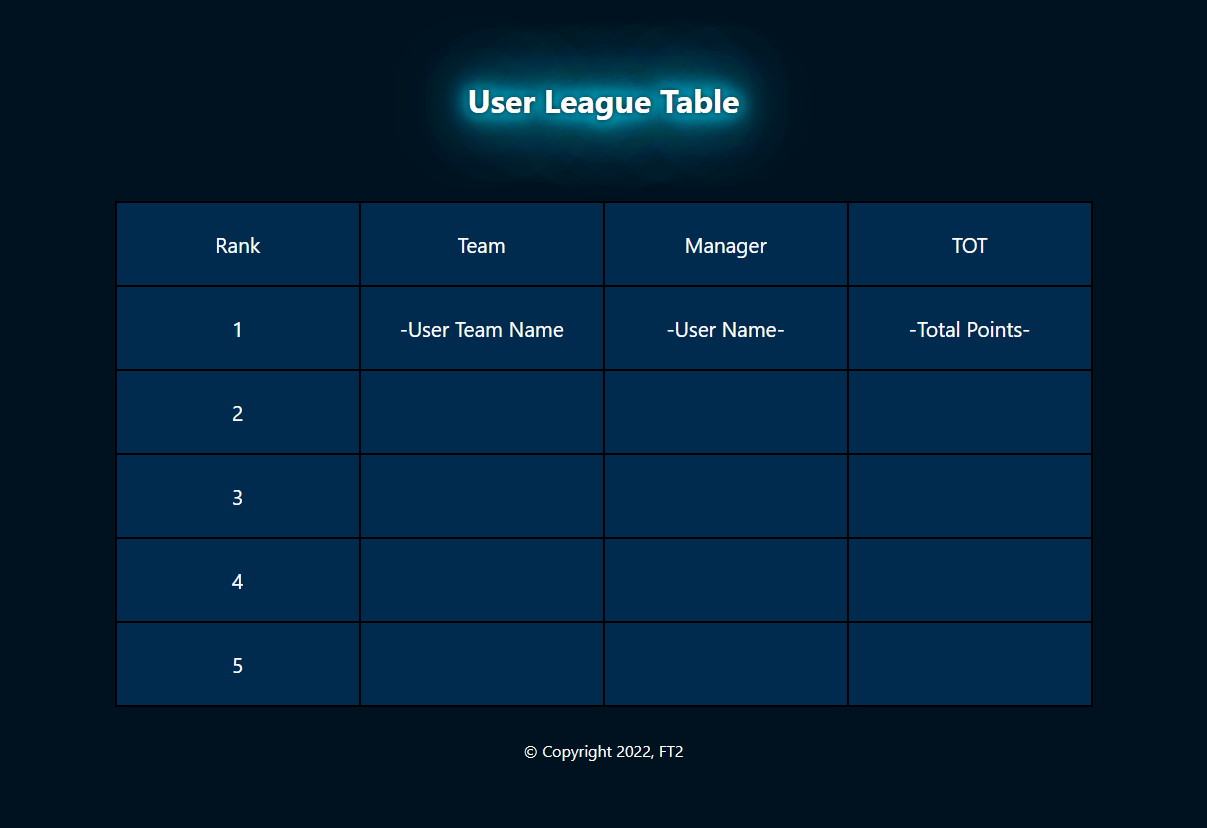 User League Table
Rank Team Manager TOT
1 -User Team Name -User Name- -Total Points-
2
3
4
5
© Copyright 2022, FT2